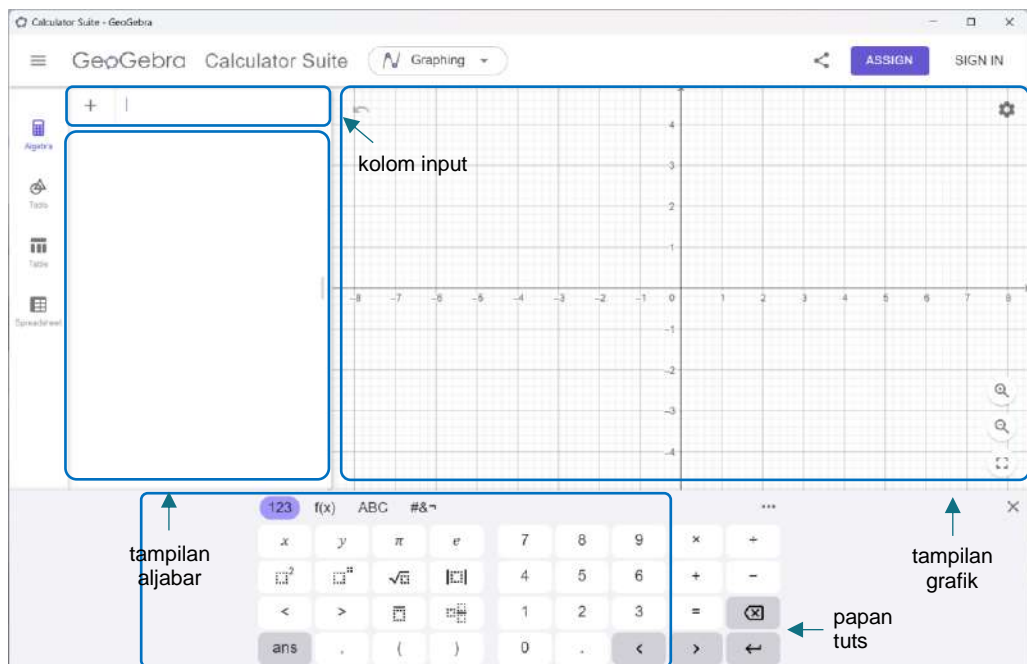 Calculator Suite - GeoGebra
GeoGebra Calculator Suite Graphing ASSIGN SIGN IN
+
Algebra
Tools
Table
Spreadsheet
kolom input
4
3
2
1
-8 -7 -6 -5 -4 -3 -2 -1 0 1 2 3 4 5 6 7 8
-1
-2
-3
-4
123 f(x) ABC #&¬ ...
x y π e 7 8 9 × ÷
4 5 6 + −
< > 1 2 3 =
ans , ( ) 0 . < >
tampilan
aljabar
tampilan
grafik
papan
tuts